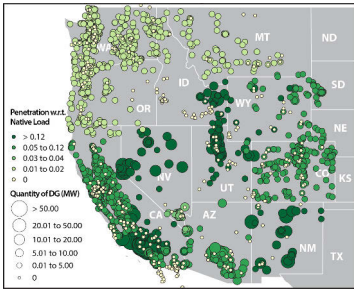 WA
MT
ND
OR
ID
WY
SD
NE
NV
UT
CO
KS
CA
AZ
NM
TX
Penetration w.r.t.
Native Load
> 0.12
0.05 to 0.12
0.03 to 0.04
0.01 to 0.02
0
Quantity of DG (MW)
> 50.00
20.01 to 50.00
10.01 to 20.00
5.01 to 10.00
0.01 to 5.00
0